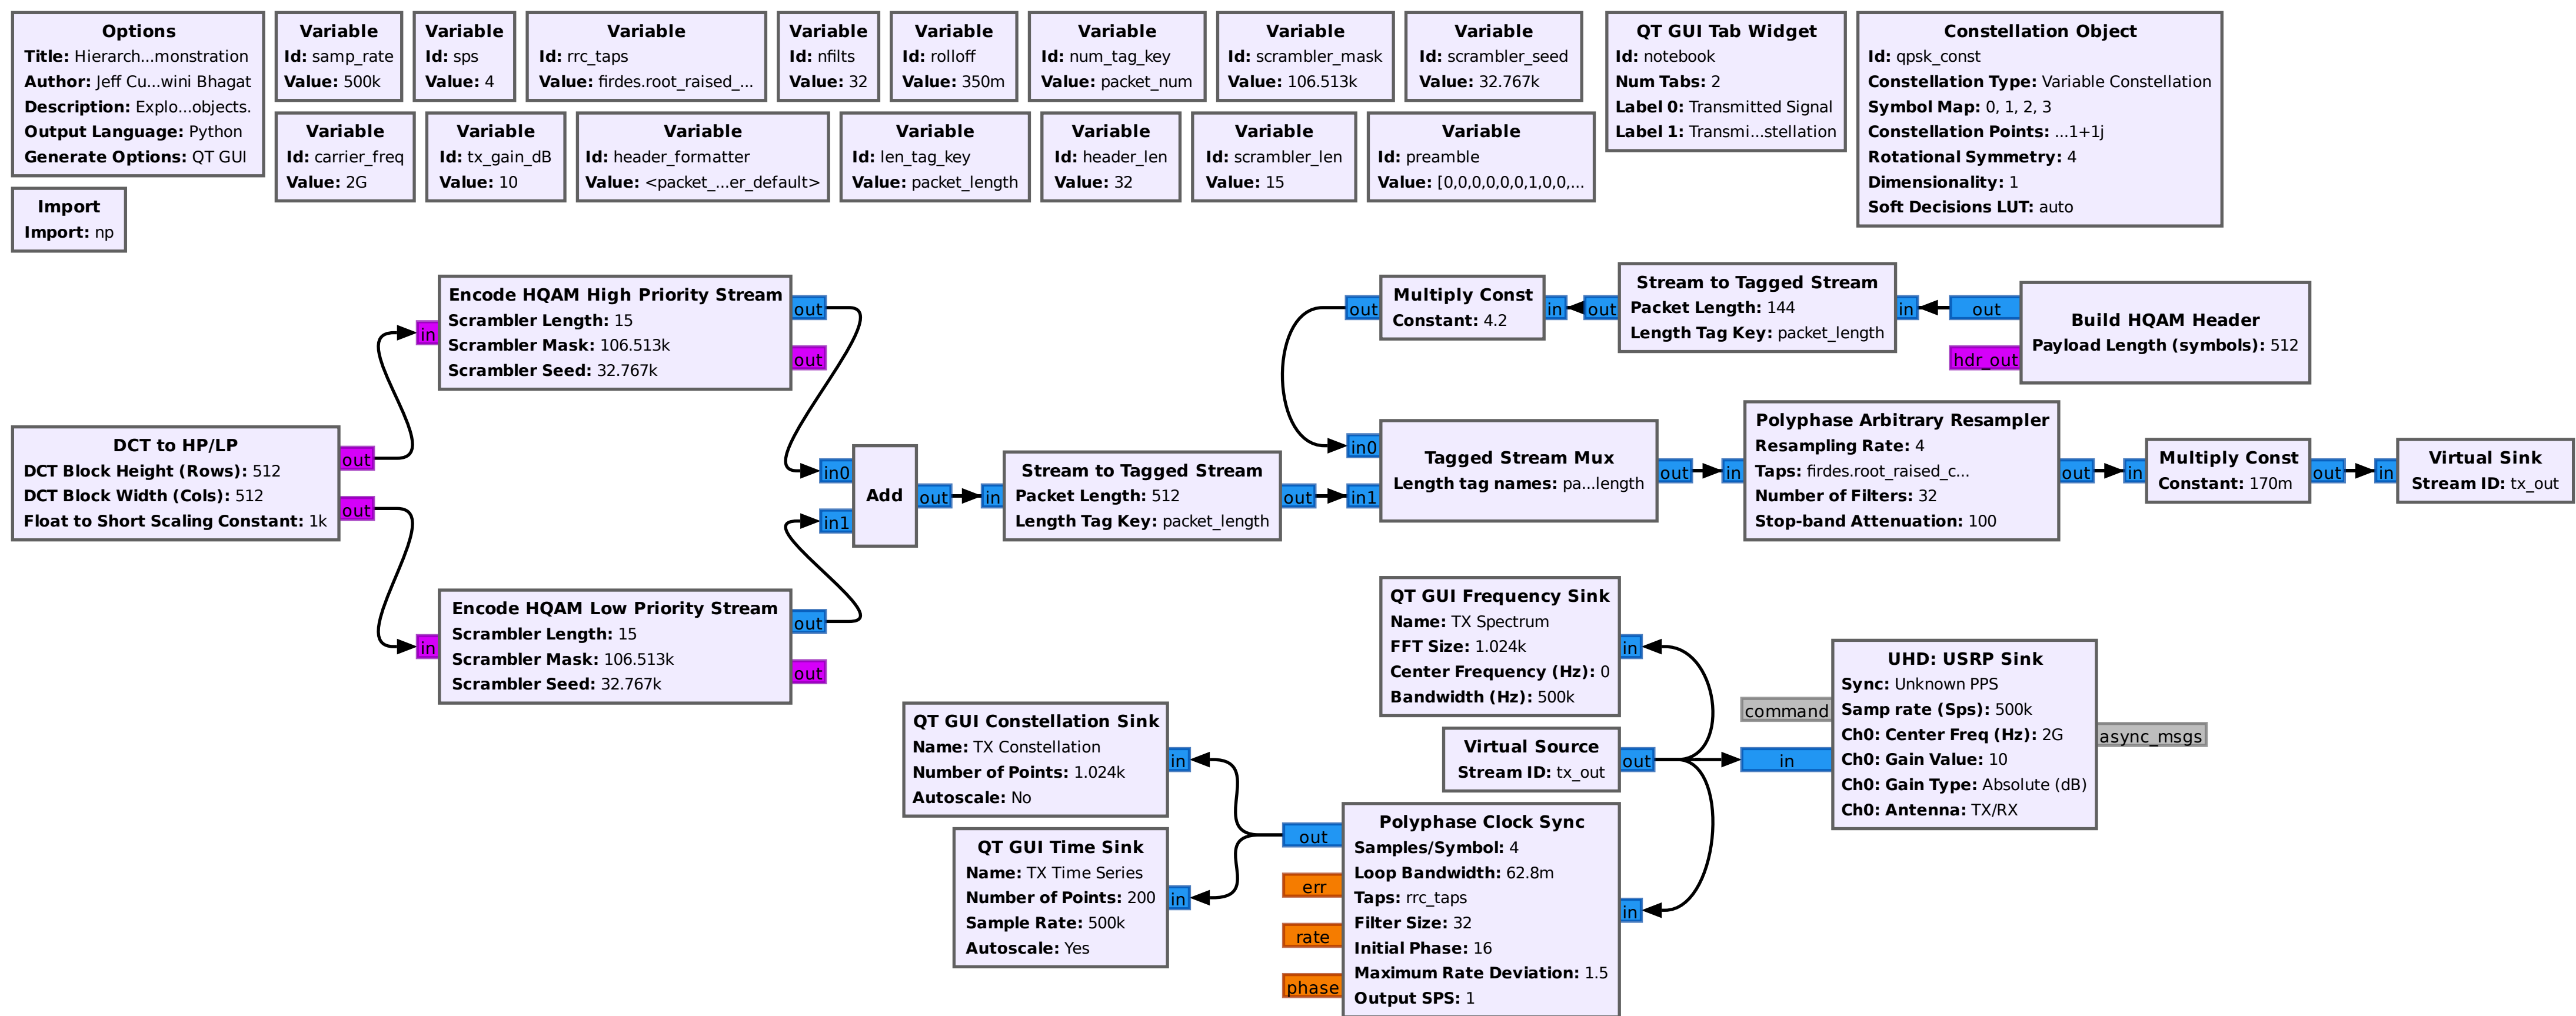 Options
Title: Hierarch...monstration
Author: Jeff Cu...wini Bhagat
Description: Explo...objects.
Output Language: Python
Generate Options: QT GUI
Variable
Id: samp_rate
Value: 500k
Variable
Id: sps
Value: 4
Variable
Id: rrc_taps
Value: firdes.root_raised_...
Variable
Id: nfilts
Value: 32
Variable
Id: rolloff
Value: 350m
Variable
Id: num_tag_key
Value: packet_num
Variable
Id: scrambler_mask
Value: 106.513k
Variable
Id: scrambler_seed
Value: 32.767k
QT GUI Tab Widget
Id: notebook
Num Tabs: 2
Label 0: Transmitted Signal
Label 1: Transmi...stellation
Constellation Object
Id: qpsk_const
Constellation Type: Variable Constellation
Symbol Map: 0, 1, 2, 3
Constellation Points: ...1+1j
Rotational Symmetry: 4
Dimensionality: 1
Soft Decisions LUT: auto
Variable
Id: carrier_freq
Value: 2G
Variable
Id: tx_gain_dB
Value: 10
Variable
Id: header_formatter
Value: <packet_...er_default>
Variable
Id: len_tag_key
Value: packet_length
Variable
Id: header_len
Value: 32
Variable
Id: scrambler_len
Value: 15
Variable
Id: preamble
Value: [0,0,0,0,0,0,1,0,0,...
Import
Import: np
Encode HQAM High Priority Stream
Scrambler Length: 15
Scrambler Mask: 106.513k
Scrambler Seed: 32.767k
in
out
out
Multiply Const
Constant: 4.2
out
in
Stream to Tagged Stream
Packet Length: 144
Length Tag Key: packet_length
out
in
Build HQAM Header
Payload Length (symbols): 512
out
hdr_out
DCT to HP/LP
DCT Block Height (Rows): 512
DCT Block Width (Cols): 512
Float to Short Scaling Constant: 1k
out
out
in0
in1
Add
out
in
Stream to Tagged Stream
Packet Length: 512
Length Tag Key: packet_length
out
in0
in1
Tagged Stream Mux
Length tag names: pa...length
out
in
Polyphase Arbitrary Resampler
Resampling Rate: 4
Taps: firdes.root_raised_c...
Number of Filters: 32
Stop-band Attenuation: 100
out
in
Multiply Const
Constant: 170m
out
in
Virtual Sink
Stream ID: tx_out
Encode HQAM Low Priority Stream
Scrambler Length: 15
Scrambler Mask: 106.513k
Scrambler Seed: 32.767k
in
out
out
QT GUI Frequency Sink
Name: TX Spectrum
FFT Size: 1.024k
Center Frequency (Hz): 0
Bandwidth (Hz): 500k
in
UHD: USRP Sink
Sync: Unknown PPS
Samp rate (Sps): 500k
Ch0: Center Freq (Hz): 2G
Ch0: Gain Value: 10
Ch0: Gain Type: Absolute (dB)
Ch0: Antenna: TX/RX
command
in
async_msgs
QT GUI Constellation Sink
Name: TX Constellation
Number of Points: 1.024k
Autoscale: No
in
Virtual Source
Stream ID: tx_out
out
QT GUI Time Sink
Name: TX Time Series
Number of Points: 200
Sample Rate: 500k
Autoscale: Yes
in
Polyphase Clock Sync
Samples/Symbol: 4
Loop Bandwidth: 62.8m
Taps: rrc_taps
Filter Size: 32
Initial Phase: 16
Maximum Rate Deviation: 1.5
Output SPS: 1
out
err
rate
phase
in